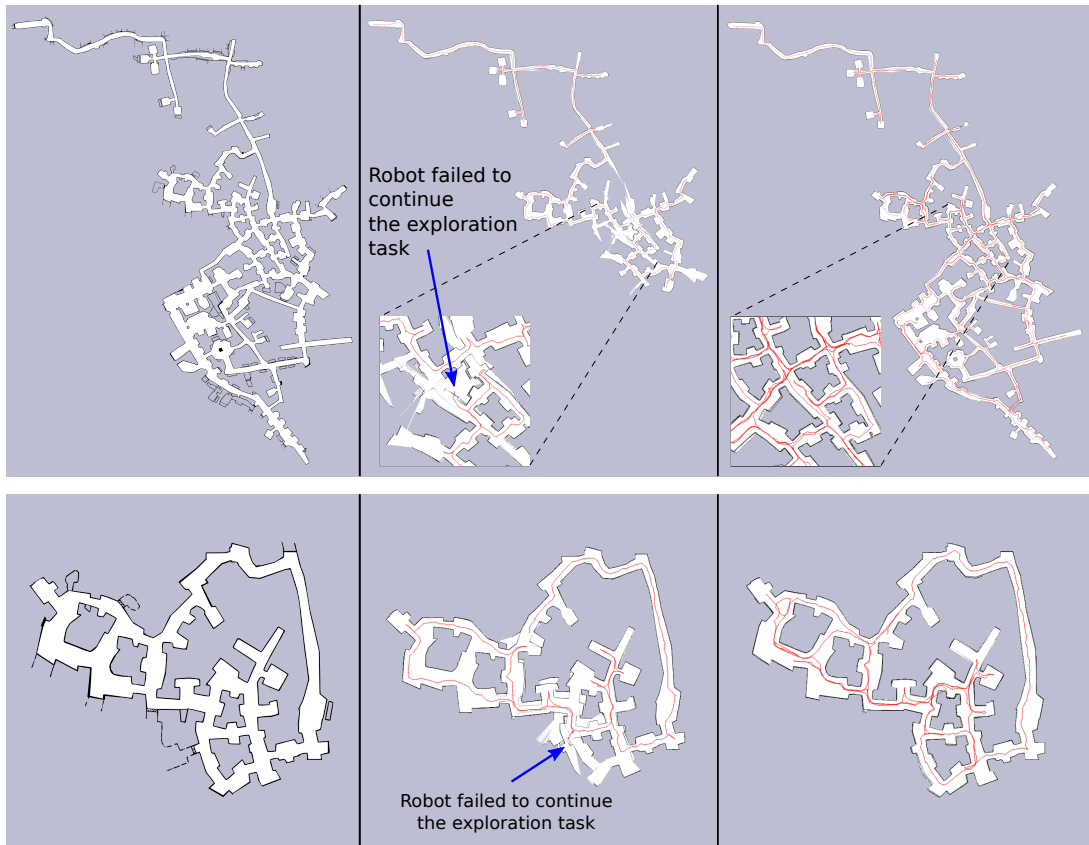 Robot failed to
continue
the exploration
task
Robot failed to continue
the exploration task